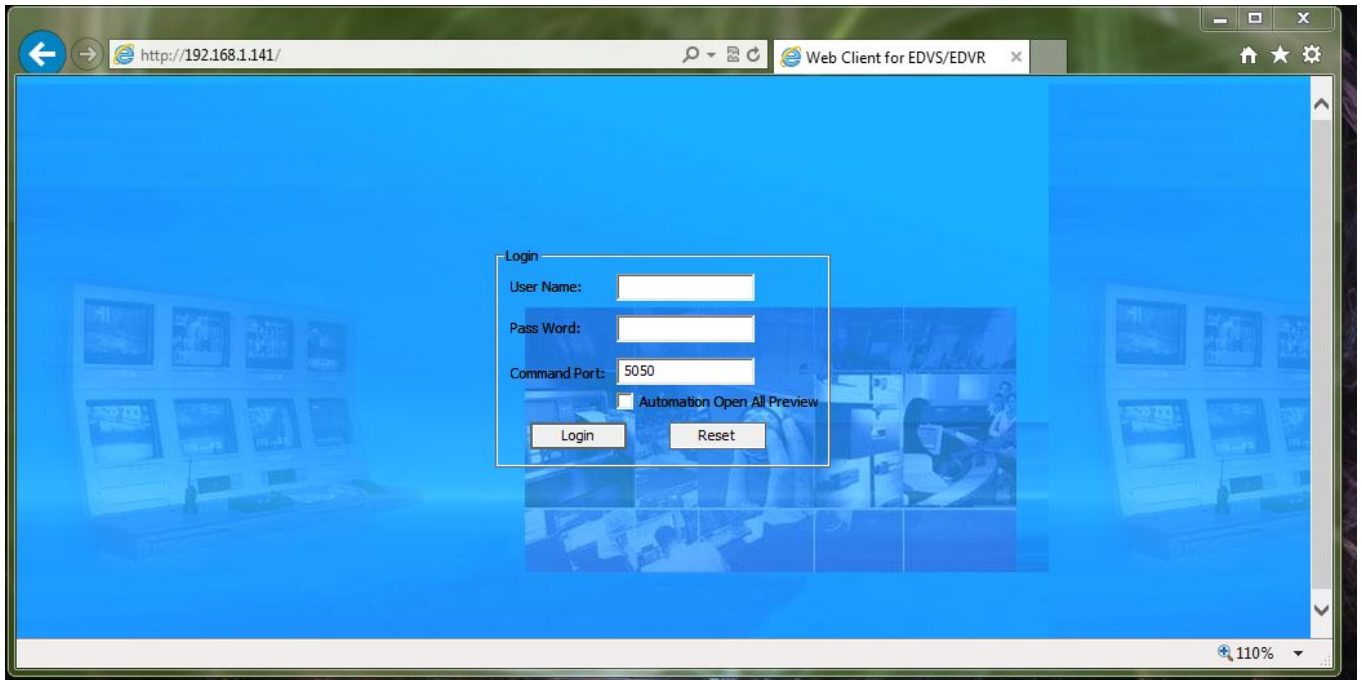 http://192.168.1.141/
Web Client for EDVS/EDVR
Login
User Name:
Pass Word:
Command Port: 5050
Automation Open All Preview
Login Reset
110%